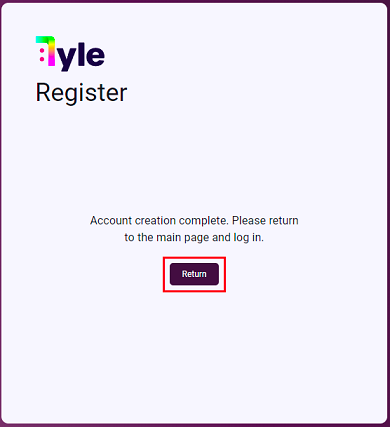 Tyle
Register
Account creation complete. Please return
to the main page and log in.
Return